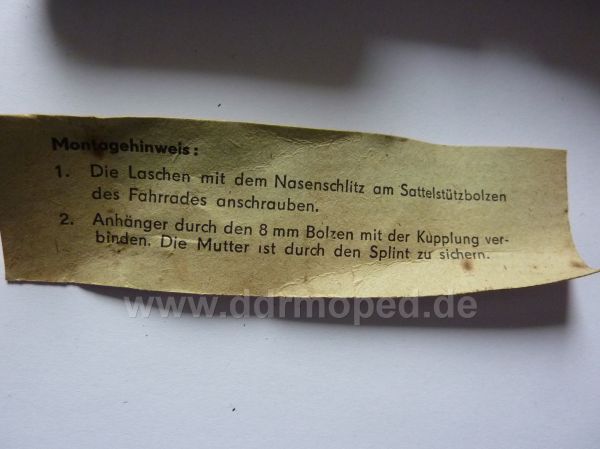 Montagehinweis:
1. Die Laschen mit dem Nasenschlitz am Sattelstützbolzen
des Fahrrades anschrauben.
2. Anhänger durch den 8 mm Bolzen mit der Kupplung ver-
binden. Die Mutter ist durch den Splint zu sichern.
www.ddrmoped.de